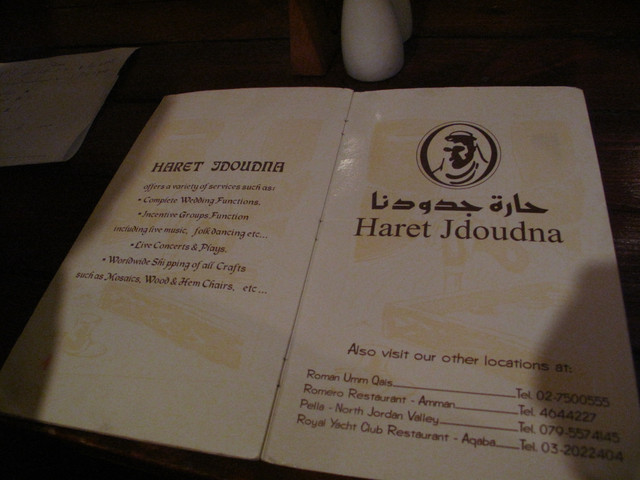 HARET JDOUDNA
offers a variety of services such as:
• Complete Wedding Functions.
• Incentive Groups Function
including live music, folk dancing etc...
• Live Concerts & Plays.
• Worldwide Shipping of all Crafts
such as Mosaics, Wood & Hem Chairs, etc...
حارة جدودنا
Haret Jdoudna
Also visit our other locations at:
Roman Umm Qais Tel. 02-7500555
Romero Restaurant - Amman Tel. 4644227
Pella - North Jordan Valley Tel. 079-5574145
Royal Yacht Club Restaurant - Aqaba Tel. 03-2022404